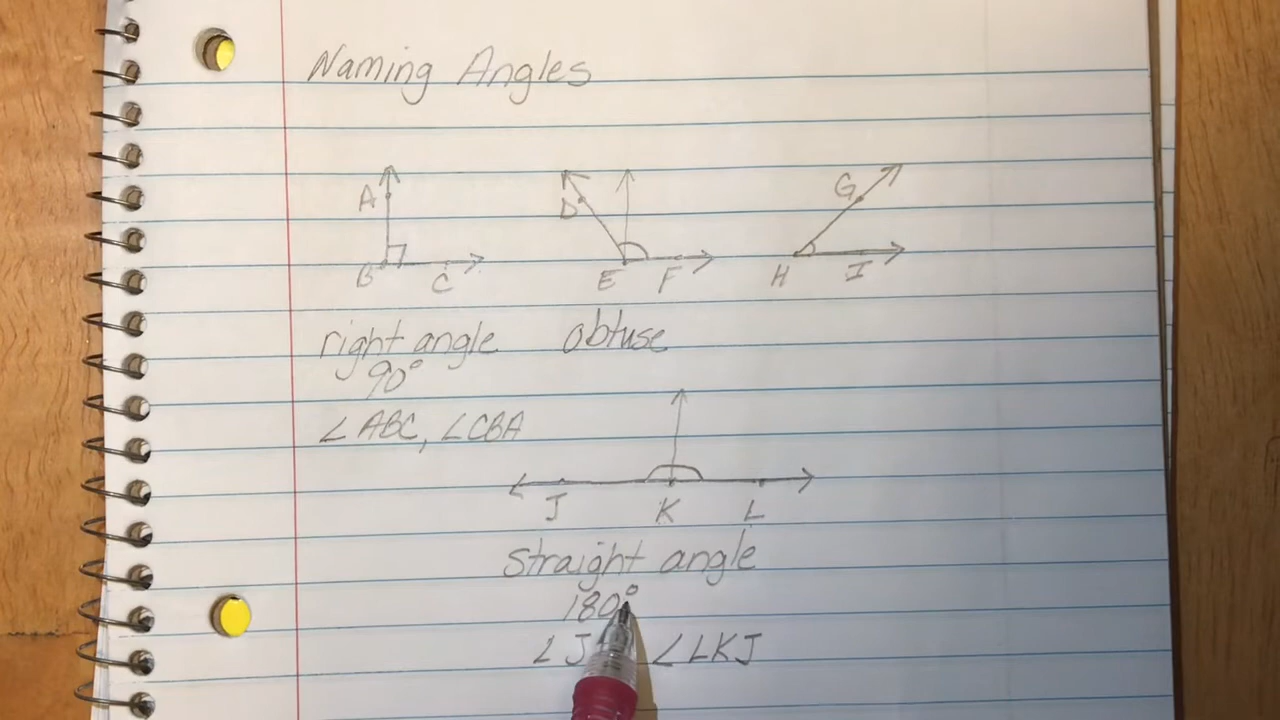 Naming Angles
A D G
B C E F H I
right angle obtuse
90°
∠ABC, ∠CBA
J K L
straight angle
180°
∠J ∠LKJ